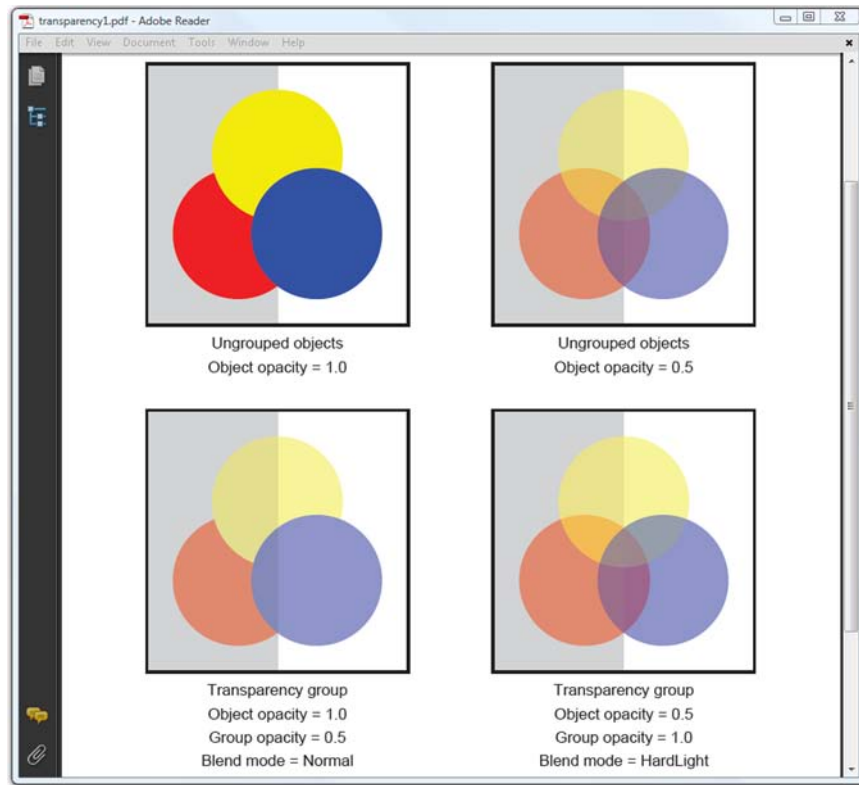 transparency1.pdf - Adobe Reader
File Edit View Document Tools Window Help
Ungrouped objects
Object opacity = 1.0
Ungrouped objects
Object opacity = 0.5
Transparency group
Object opacity = 1.0
Group opacity = 0.5
Blend mode = Normal
Transparency group
Object opacity = 0.5
Group opacity = 1.0
Blend mode = HardLight